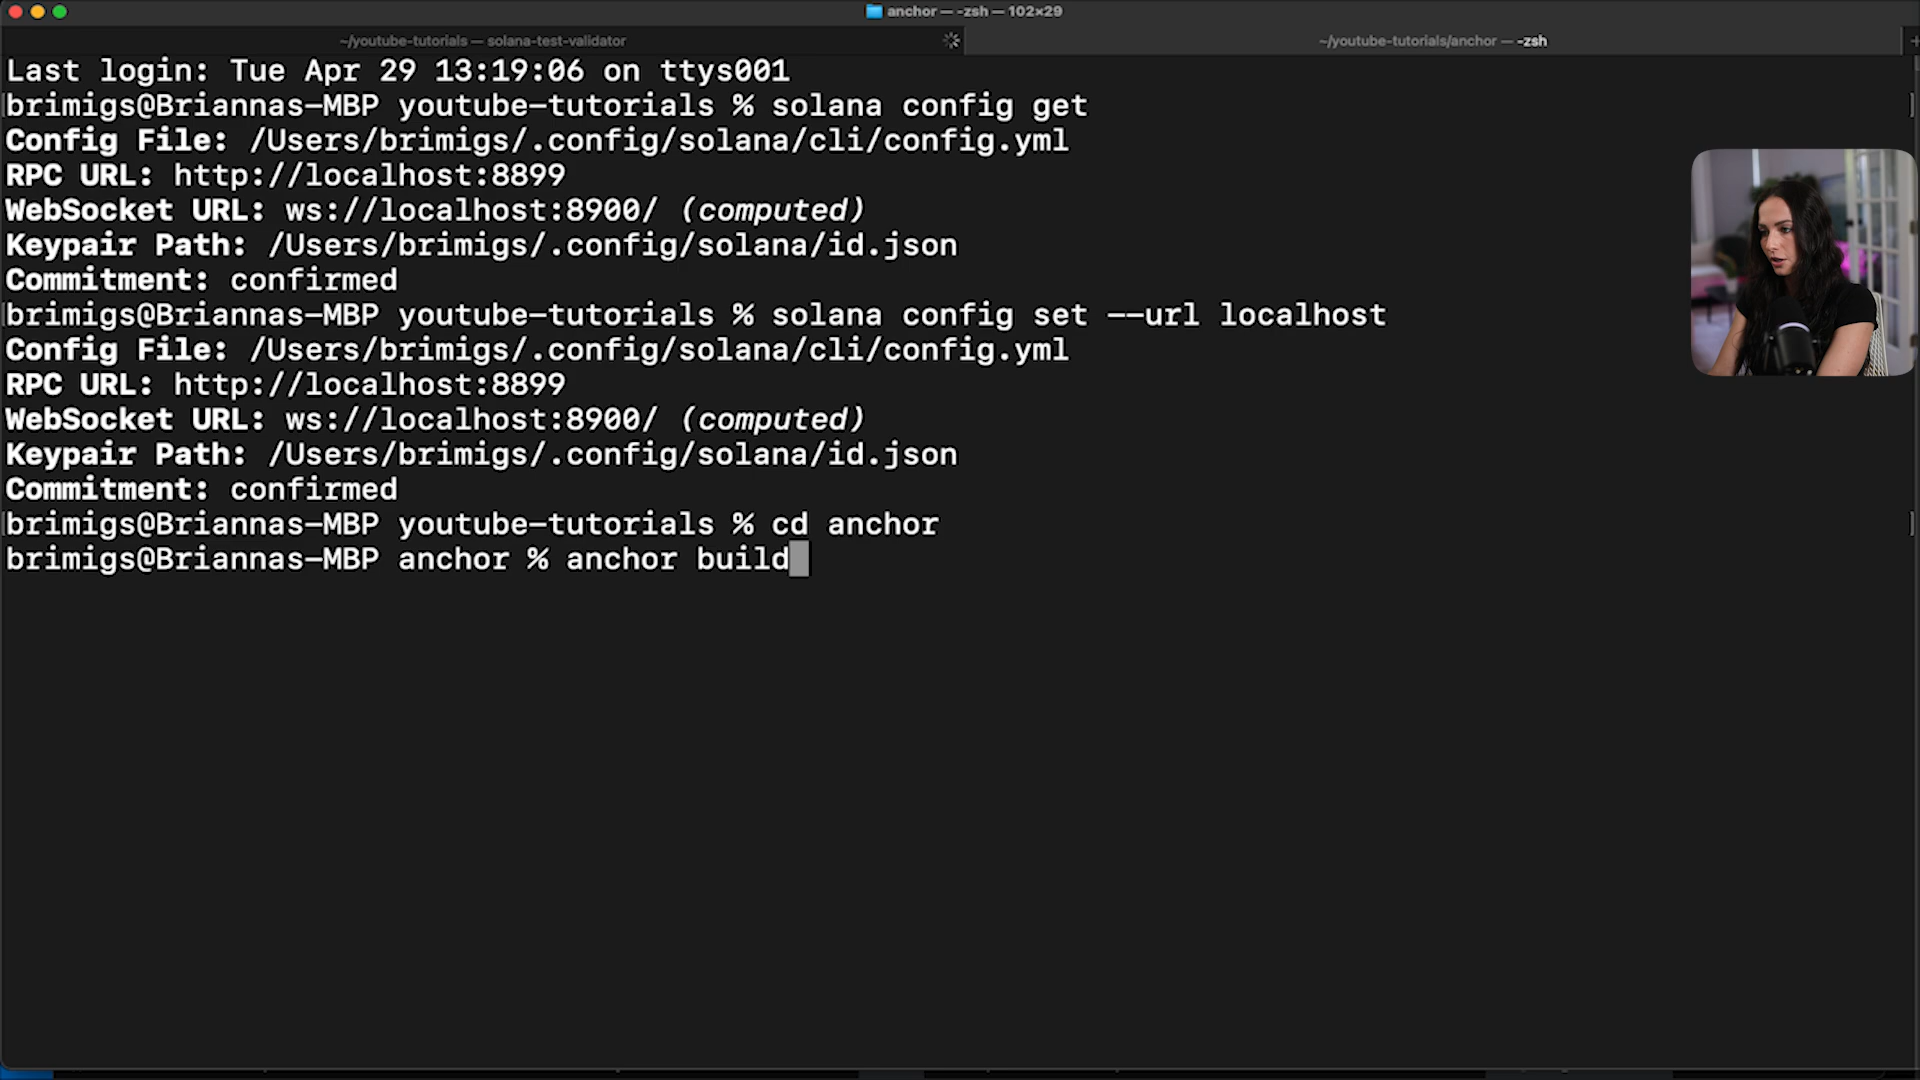 anchor — -zsh — 102×29
~/youtube-tutorials — solana-test-validator
~/youtube-tutorials/anchor — -zsh
Last login: Tue Apr 29 13:19:06 on ttys001
brimigs@Briannas-MBP youtube-tutorials % solana config get
Config File: /Users/brimigs/.config/solana/cli/config.yml
RPC URL: http://localhost:8899
WebSocket URL: ws://localhost:8900/ (computed)
Keypair Path: /Users/brimigs/.config/solana/id.json
Commitment: confirmed
brimigs@Briannas-MBP youtube-tutorials % solana config set --url localhost
Config File: /Users/brimigs/.config/solana/cli/config.yml
RPC URL: http://localhost:8899
WebSocket URL: ws://localhost:8900/ (computed)
Keypair Path: /Users/brimigs/.config/solana/id.json
Commitment: confirmed
brimigs@Briannas-MBP youtube-tutorials % cd anchor
brimigs@Briannas-MBP anchor % anchor build